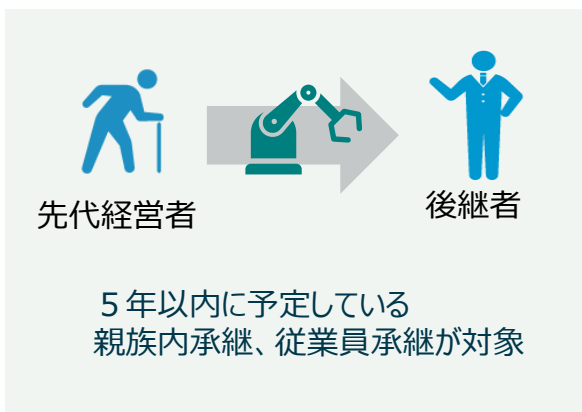 先代経営者
後継者
５年以内に予定している
親族内承継、従業員承継が対象